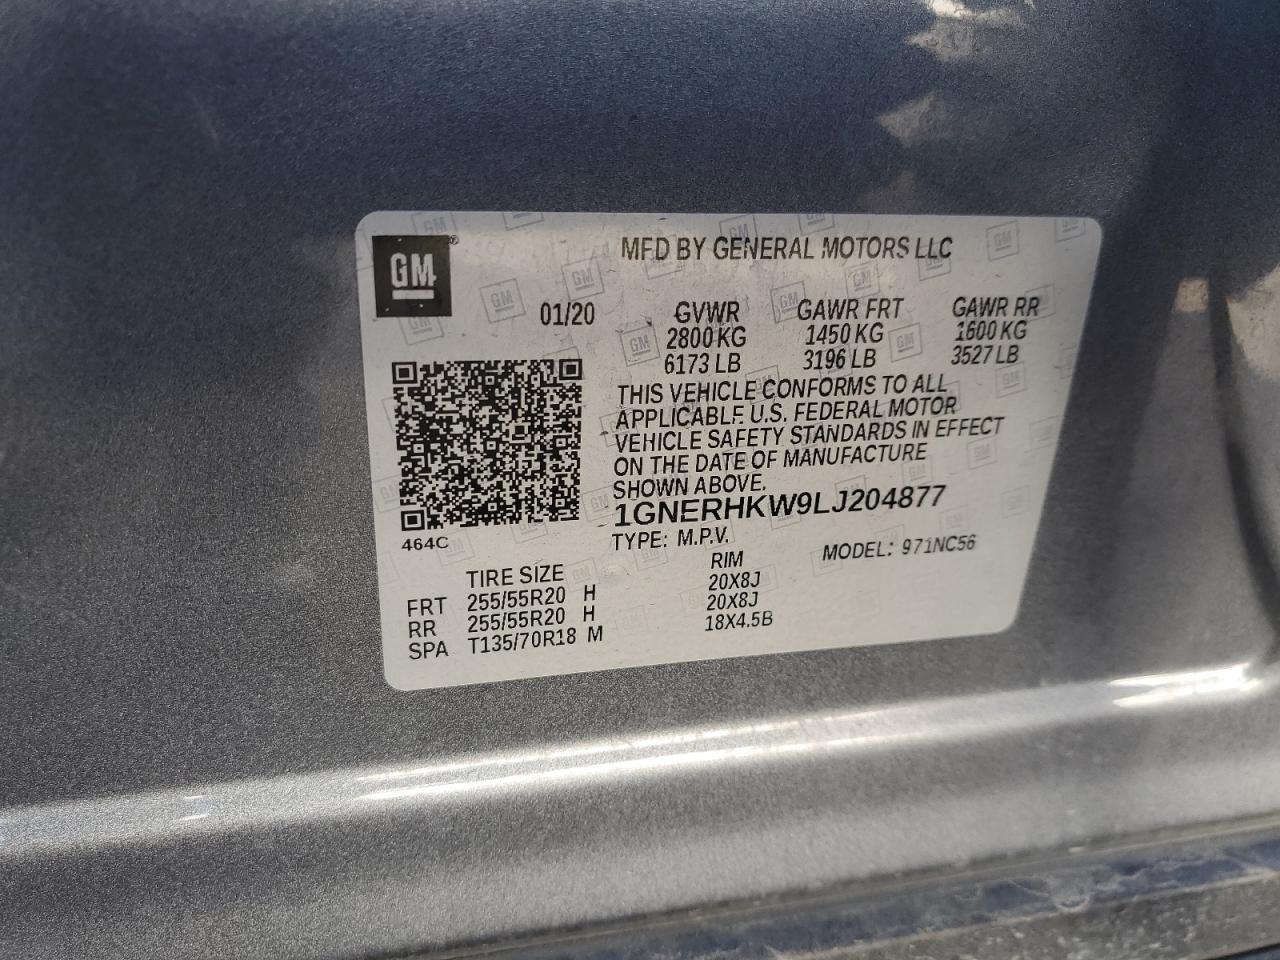 GM
MFD BY GENERAL MOTORS LLC
01/20 GVWR GAWR FRT GAWR RR
2800 KG 1450 KG 1600 KG
6173 LB 3196 LB 3527 LB
THIS VEHICLE CONFORMS TO ALL
APPLICABLE U.S. FEDERAL MOTOR
VEHICLE SAFETY STANDARDS IN EFFECT
ON THE DATE OF MANUFACTURE
SHOWN ABOVE.
1GNERHKW9LJ204877
464C
TYPE: M.P.V. MODEL: 971NC56
TIRE SIZE RIM
FRT 255/55R20 H 20X8J
RR 255/55R20 H 20X8J
SPA T135/70R18 M 18X4.5B